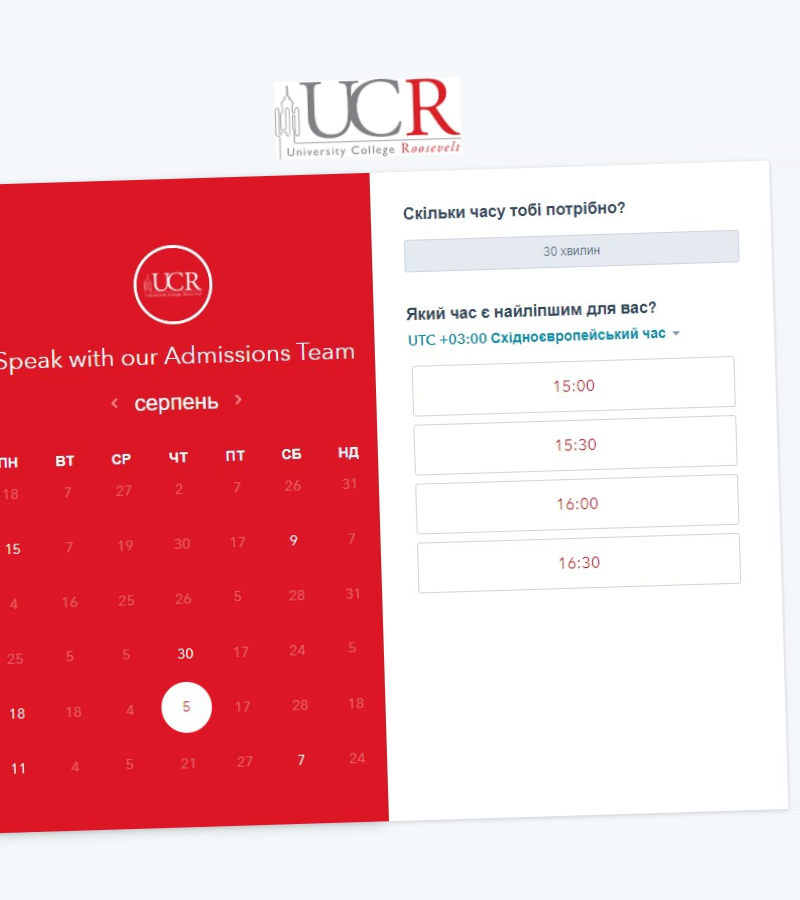 UCR
University College Roosevelt
UCR
Speak with our Admissions Team
серпень
ПН ВТ СР ЧТ ПТ СБ НД
18 7 27 2 7 26 31
15 7 19 30 17 9 7
4 16 25 26 5 28 31
25 5 5 30 17 24 5
18 18 4 5 17 28 18
11 4 5 21 27 7 24
Скільки часу тобі потрібно?
30 хвилин
Який час є найліпшим для вас?
UTC +03:00 Східноєвропейський час
15:00
15:30
16:00
16:30